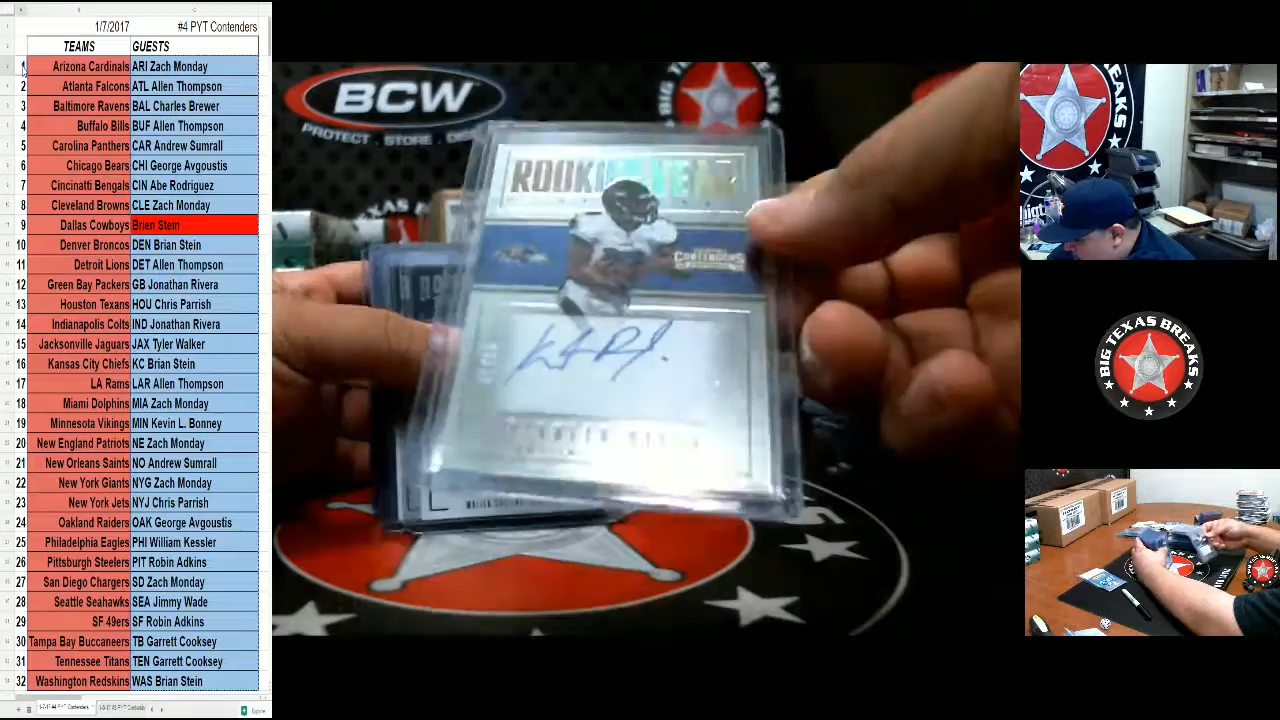 1/7/2017 #4 PYT Contenders
TEAMS GUESTS
1 Arizona Cardinals ARI Zach Monday
2 Atlanta Falcons ATL Allen Thompson
3 Baltimore Ravens BAL Charles Brewer
4 Buffalo Bills BUF Allen Thompson
5 Carolina Panthers CAR Andrew Sumrall
6 Chicago Bears CHI George Avgoustis
7 Cincinatti Bengals CIN Abe Rodriguez
8 Cleveland Browns CLE Zach Monday
9 Dallas Cowboys Brien Stein
10 Denver Broncos DEN Brian Stein
11 Detroit Lions DET Allen Thompson
12 Green Bay Packers GB Jonathan Rivera
13 Houston Texans HOU Chris Parrish
14 Indianapolis Colts IND Jonathan Rivera
15 Jacksonville Jaguars JAX Tyler Walker
16 Kansas City Chiefs KC Brian Stein
17 LA Rams LAR Allen Thompson
18 Miami Dolphins MIA Zach Monday
19 Minnesota Vikings MIN Kevin L. Bonney
20 New England Patriots NE Zach Monday
21 New Orleans Saints NO Andrew Sumrall
22 New York Giants NYG Zach Monday
23 New York Jets NYJ Chris Parrish
24 Oakland Raiders OAK George Avgoustis
25 Philadelphia Eagles PHI William Kessler
26 Pittsburgh Steelers PIT Robin Adkins
27 San Diego Chargers SD Zach Monday
28 Seattle Seahawks SEA Jimmy Wade
29 SF 49ers SF Robin Adkins
30 Tampa Bay Buccaneers TB Garrett Cooksey
31 Tennessee Titans TEN Garrett Cooksey
32 Washington Redskins WAS Brian Stein
BCW
PROTECT . STORE .
BIG TEXAS
ROOKIE
CONTENDERS
BREAKS
BIG TEXAS BREAKS